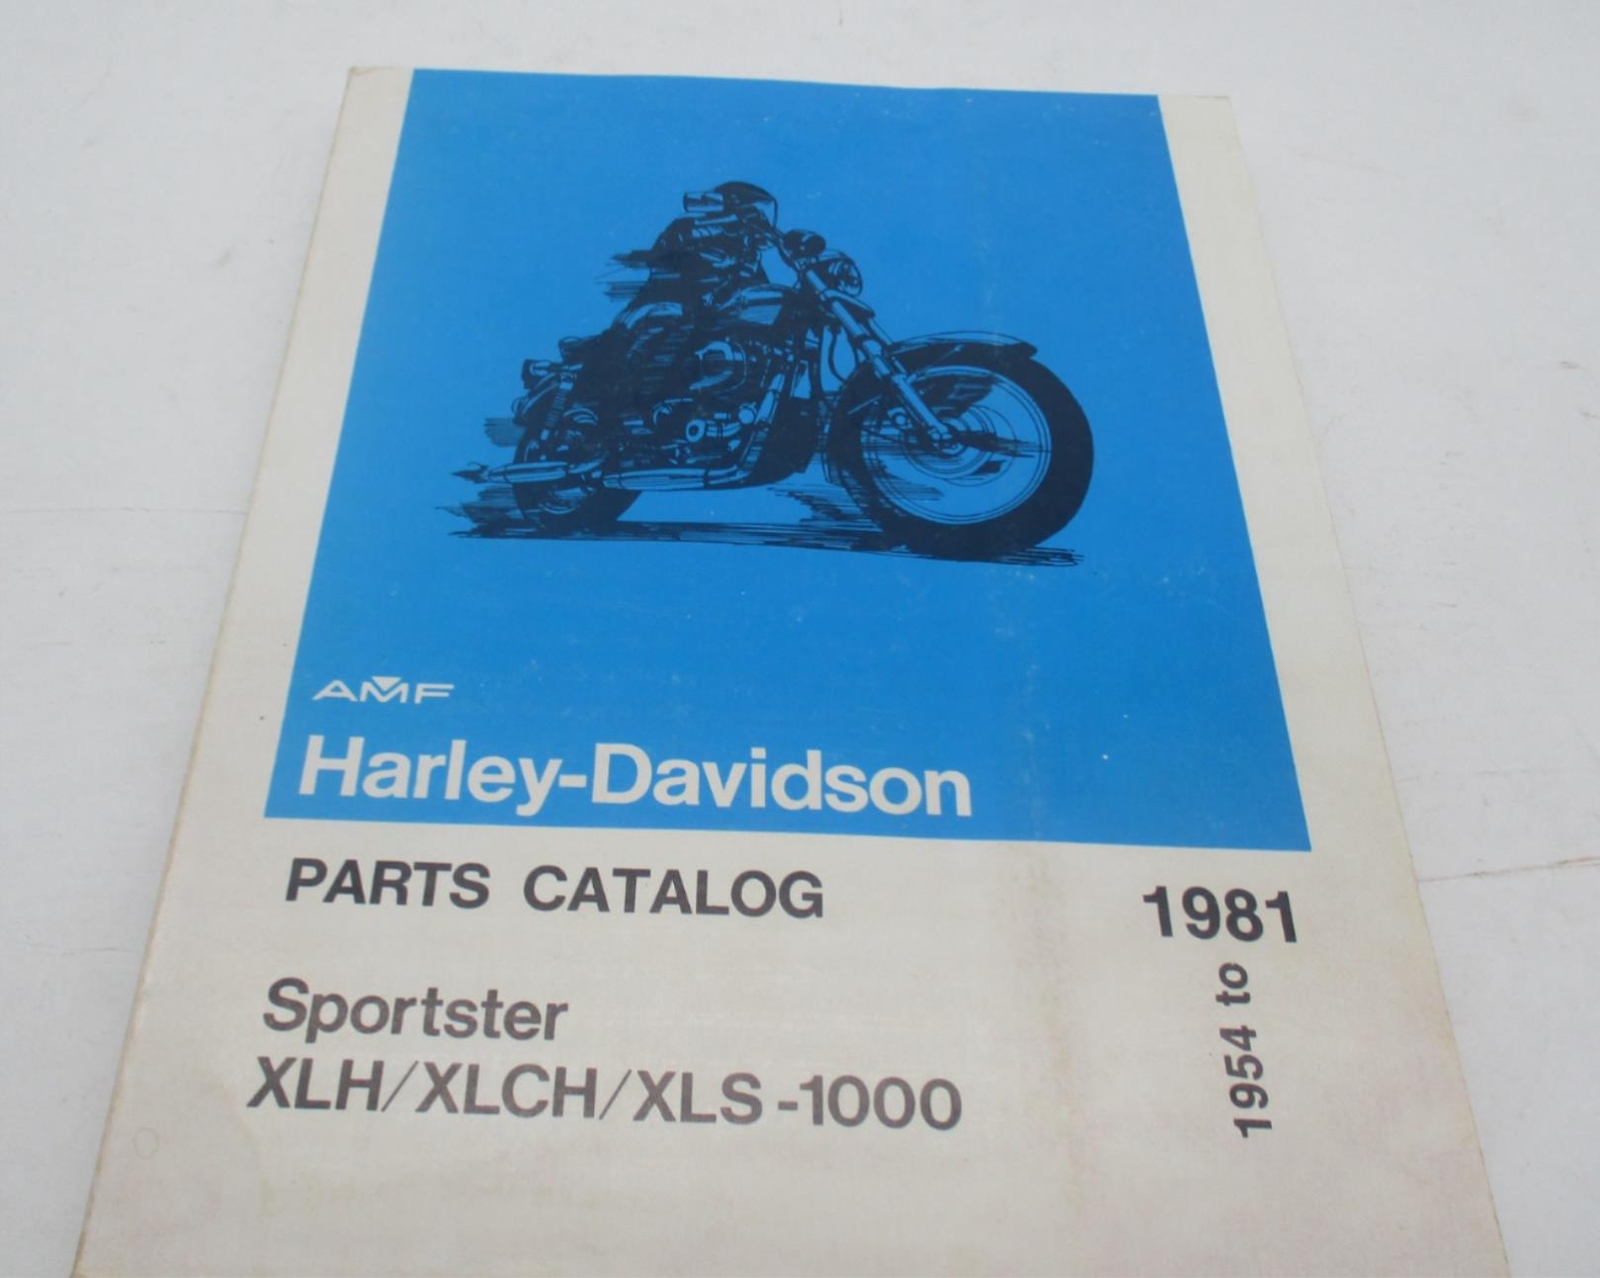 AMF
Harley-Davidson
PARTS CATALOG
1981
1954 to
Sportster
XLH/XLCH/XLS-1000